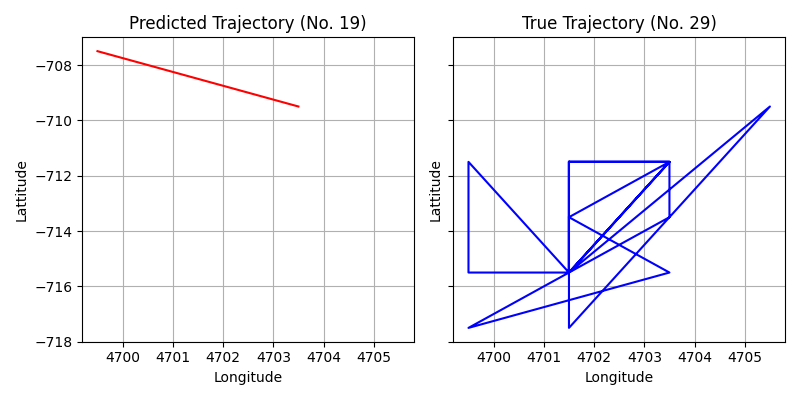 Predicted Trajectory (No. 19)
True Trajectory (No. 29)
Lattitude
−708
−710
−712
−714
−716
−718
4700 4701 4702 4703 4704 4705
Longitude
Lattitude
4700 4701 4702 4703 4704 4705
Longitude